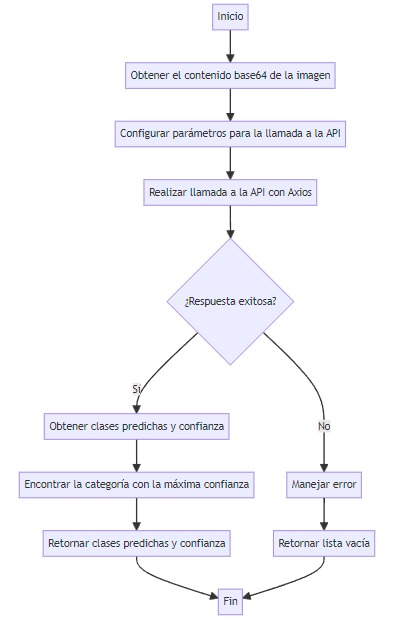 Inicio
Obtener el contenido base64 de la imagen
Configurar parámetros para la llamada a la API
Realizar llamada a la API con Axios
¿Respuesta exitosa?
Sí
No
Obtener clases predichas y confianza
Encontrar la categoría con la máxima confianza
Manejar error
Retornar clases predichas y confianza
Retornar lista vacía
Fin